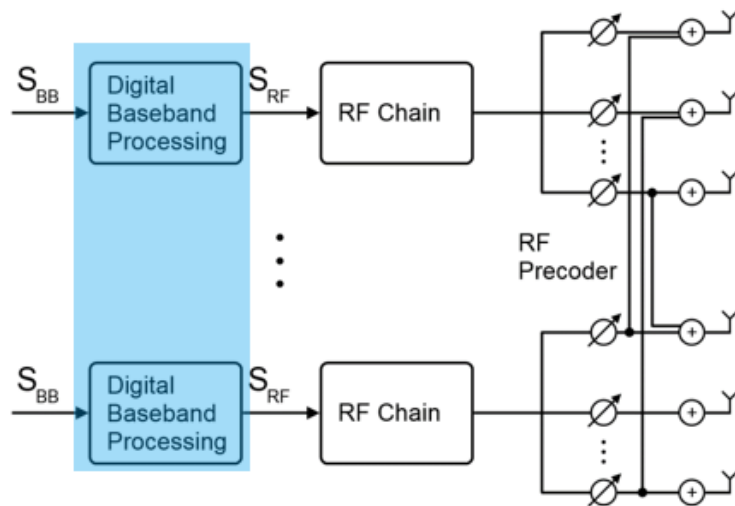 S_BB
Digital
Baseband
Processing
S_RF
RF Chain
+
+
+
RF
Precoder
S_BB
Digital
Baseband
Processing
S_RF
RF Chain
+
+
+